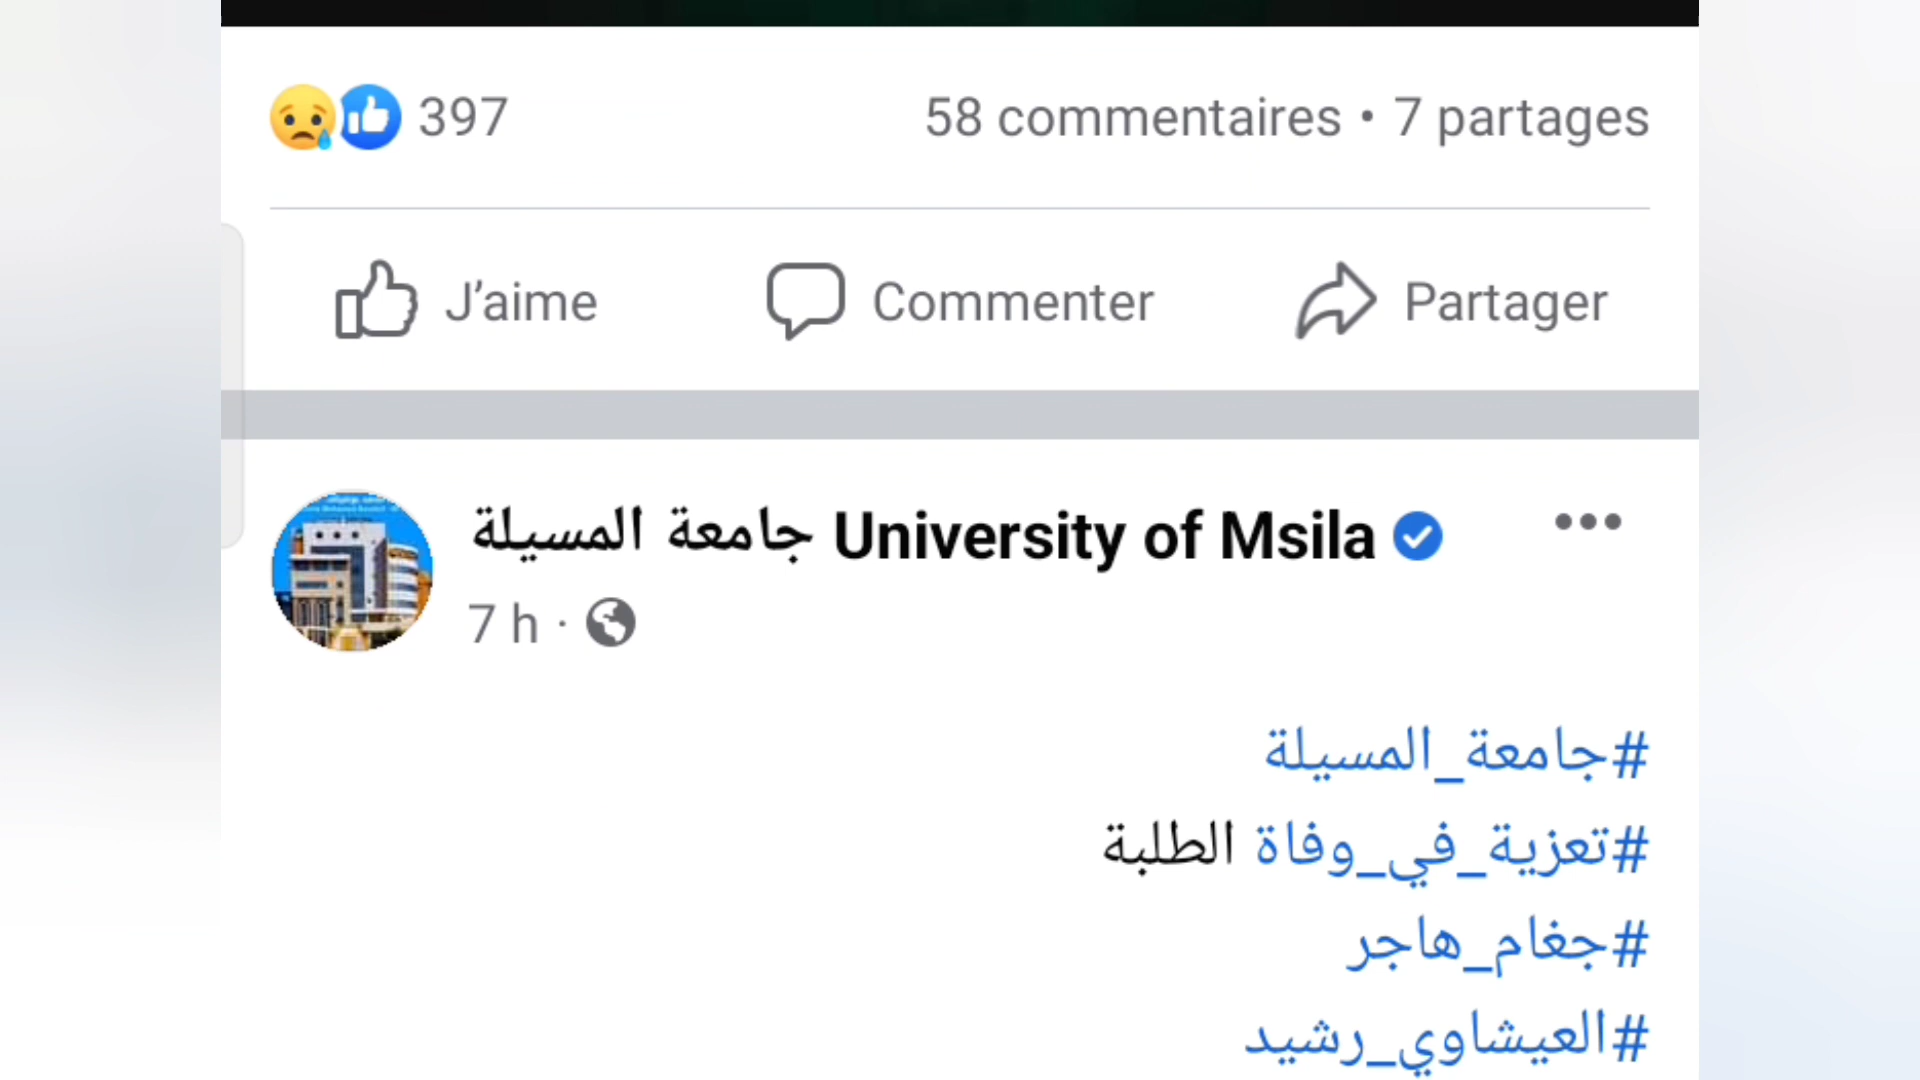 397 58 commentaires • 7 partages
J'aime Commenter Partager
جامعة المسيلة University of Msila
7 h ·
#جامعة_المسيلة
#تعزية_في_وفاة الطلبة
#جغام_هاجر
#العيشاوي_رشيد